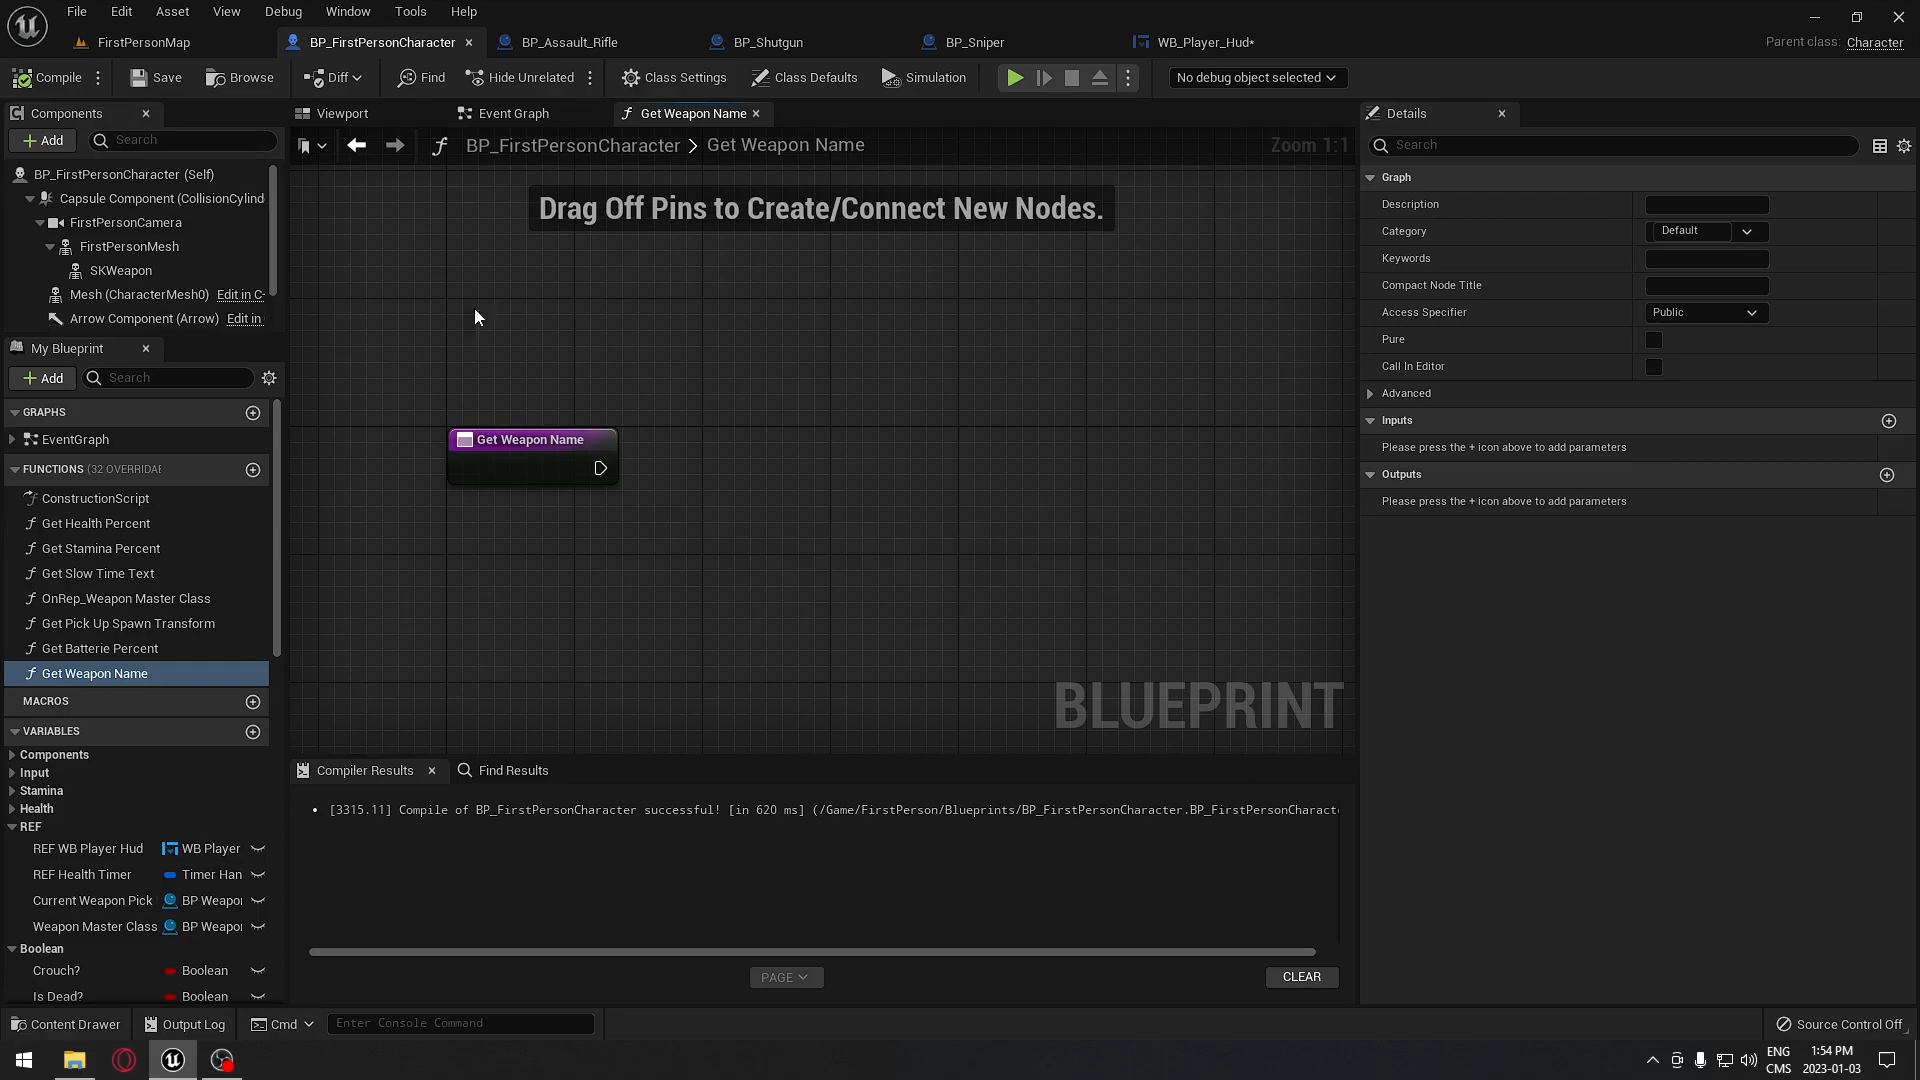 File Edit Asset View Debug Window Tools Help
FirstPersonMap
BP_FirstPersonCharacter
BP_Assault_Rifle
BP_Shutgun
BP_Sniper
WB_Player_Hud*
Parent class: Character
Compile
Save
Browse
Diff
Find
Hide Unrelated
Class Settings
Class Defaults
Simulation
No debug object selected
Components
Add
Search
BP_FirstPersonCharacter (Self)
Capsule Component (CollisionCylind
FirstPersonCamera
FirstPersonMesh
SKWeapon
Mesh (CharacterMesh0) Edit in C
Arrow Component (Arrow) Edit in
My Blueprint
Add
Search
GRAPHS
EventGraph
FUNCTIONS (32 OVERRIDAE
ConstructionScript
Get Health Percent
Get Stamina Percent
Get Slow Time Text
OnRep_Weapon Master Class
Get Pick Up Spawn Transform
Get Batterie Percent
Get Weapon Name
MACROS
VARIABLES
Components
Input
Stamina
Health
REF
REF WB Player Hud WB Player
REF Health Timer Timer Han
Current Weapon Pick BP Weapon
Weapon Master Class BP Weapon
Boolean
Crouch? Boolean
Is Dead? Boolean
Viewport
Event Graph
Get Weapon Name
BP_FirstPersonCharacter > Get Weapon Name
Zoom 1:1
Drag Off Pins to Create/Connect New Nodes.
Get Weapon Name
BLUEPRINT
Compiler Results
Find Results
• [3315.11] Compile of BP_FirstPersonCharacter successful! [in 620 ms] (/Game/FirstPerson/Blueprints/BP_FirstPersonCharacter.BP_FirstPersonCharact
PAGE
CLEAR
Details
Search
Graph
Description
Category Default
Keywords
Compact Node Title
Access Specifier Public
Pure
Call In Editor
Advanced
Inputs
Please press the + icon above to add parameters
Outputs
Please press the + icon above to add parameters
Content Drawer
Output Log
Cmd
Enter Console Command
Source Control Off
ENG
CMS
1:54 PM
2023-01-03